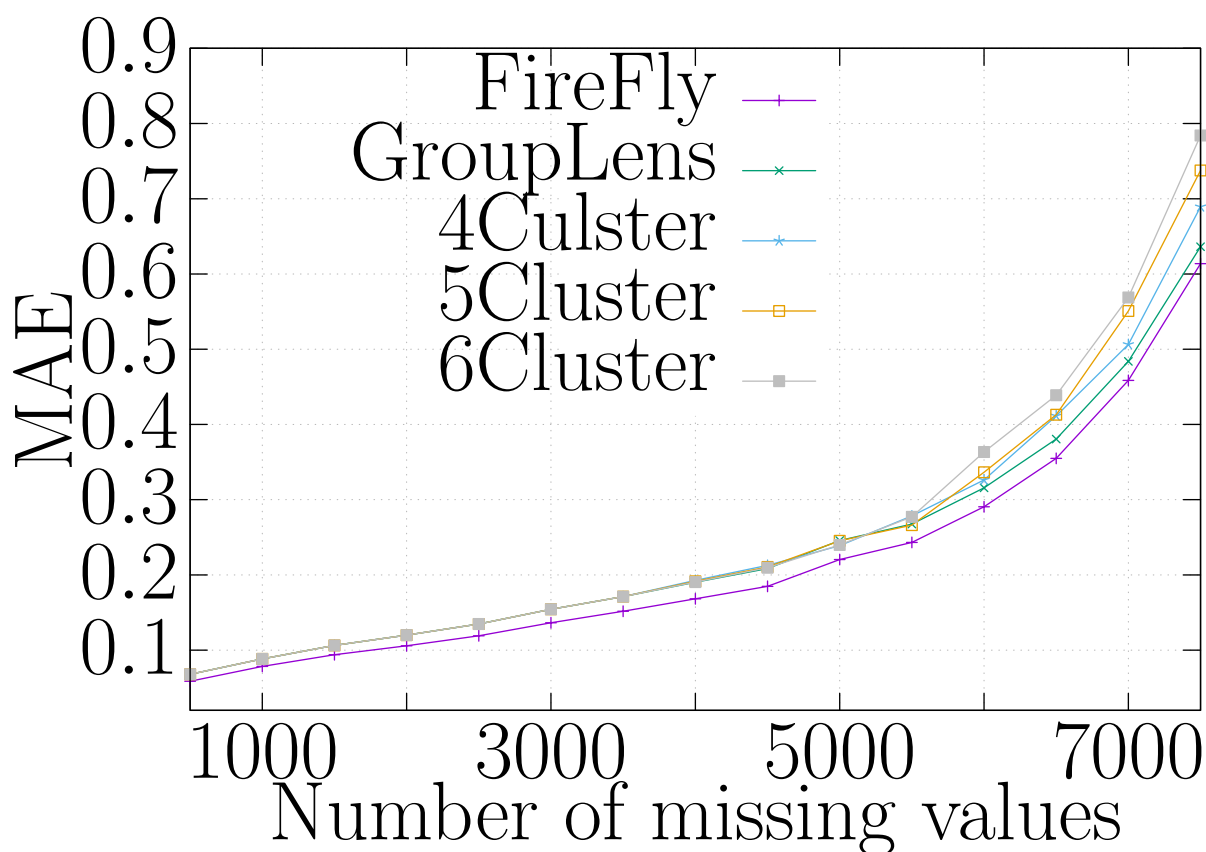 0.9
0.8
0.7
0.6
0.5
0.4
0.3
0.2
0.1
MAE
FireFly
GroupLens
4Culster
5Cluster
6Cluster
1000 3000 5000 7000
Number of missing values